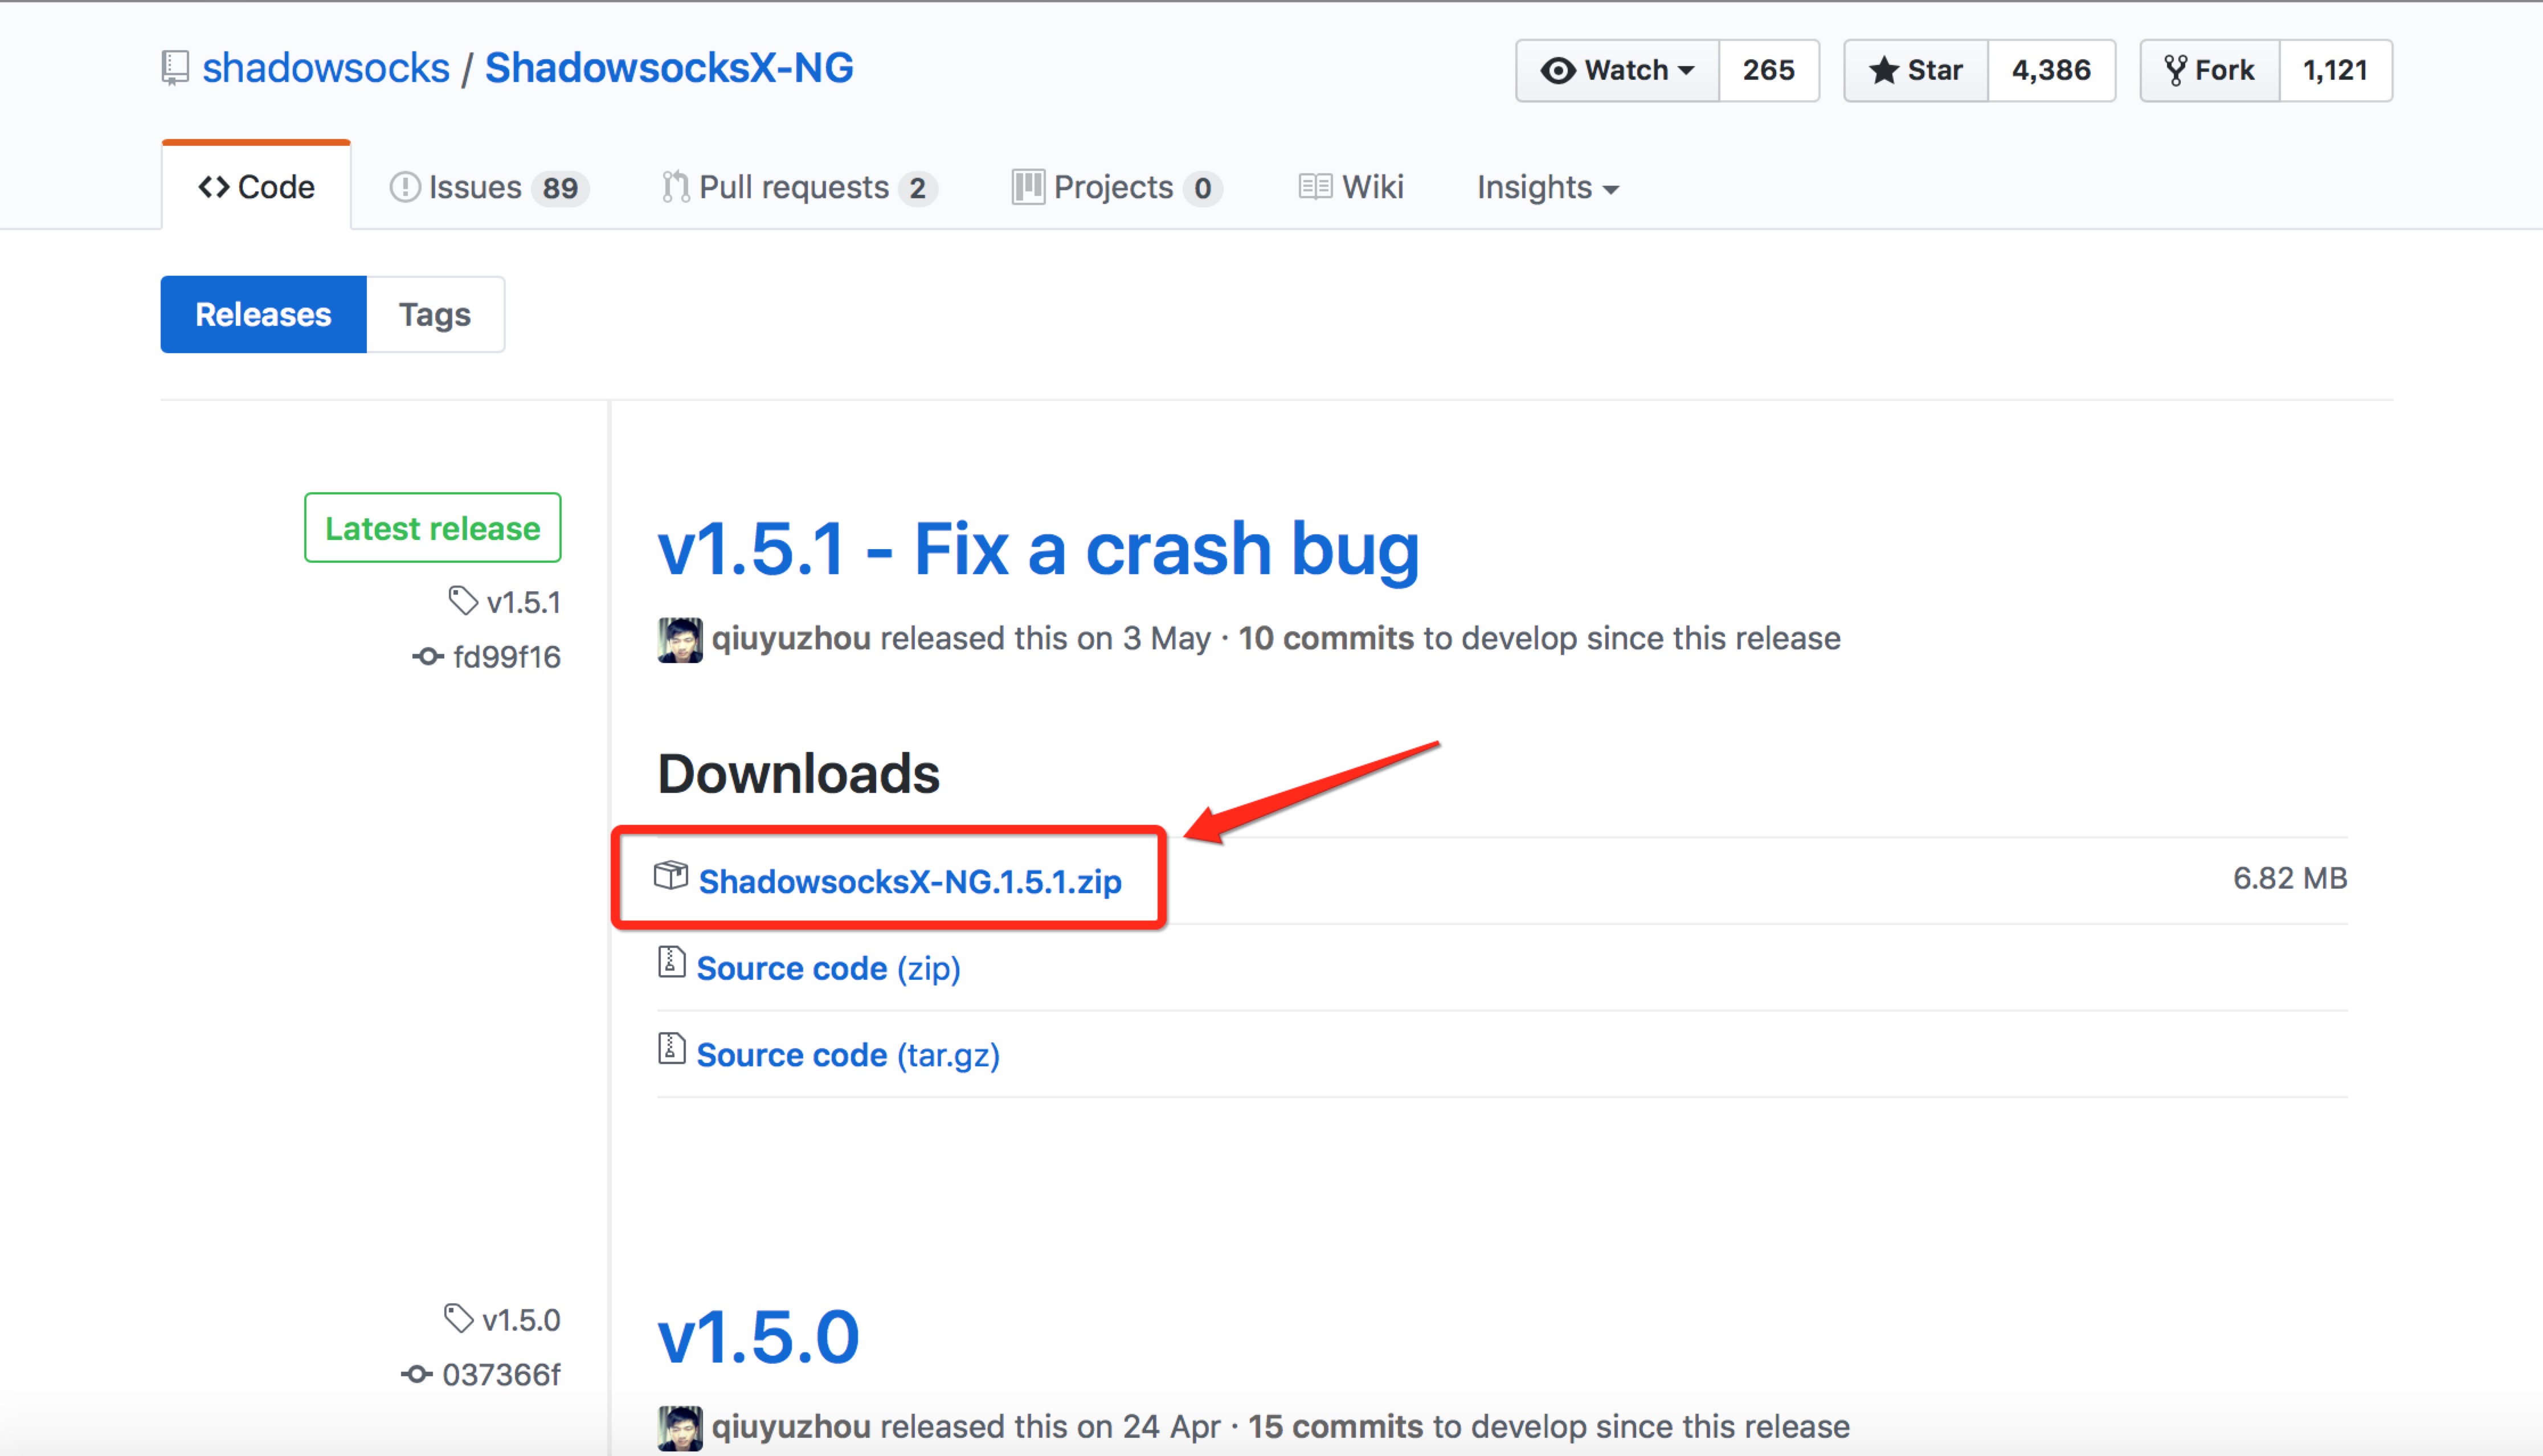 shadowsocks / ShadowsocksX-NG
Watch 265 Star 4,386 Fork 1,121
Code Issues 89 Pull requests 2 Projects 0 Wiki Insights
Releases Tags
Latest release
v1.5.1
fd99f16
v1.5.1 - Fix a crash bug
qiuyuzhou released this on 3 May · 10 commits to develop since this release
Downloads
ShadowsocksX-NG.1.5.1.zip 6.82 MB
Source code (zip)
Source code (tar.gz)
v1.5.0
037366f
v1.5.0
qiuyuzhou released this on 24 Apr · 15 commits to develop since this release